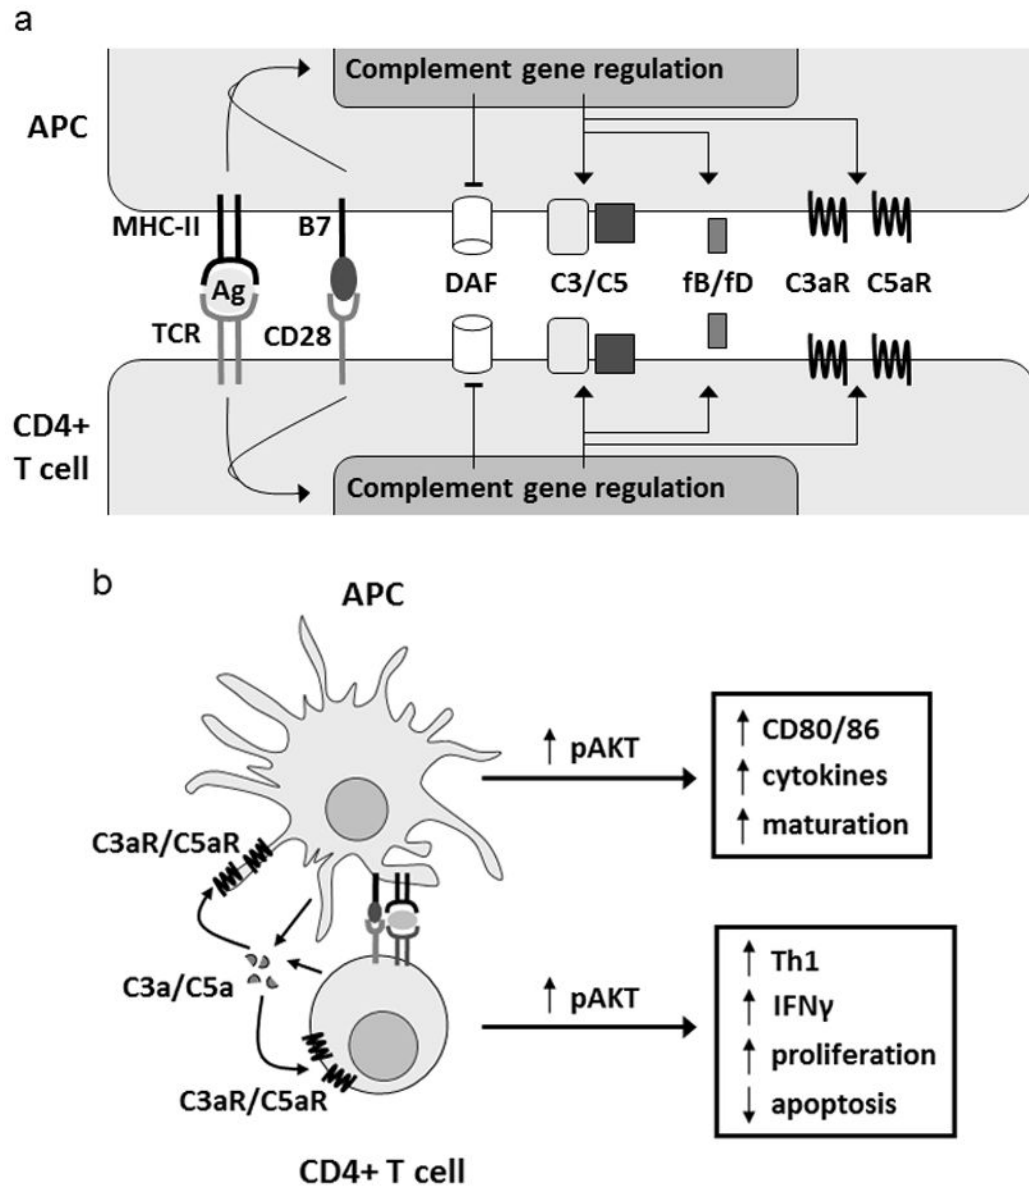 a
Complement gene regulation
APC
MHC-II
B7
Ag
DAF
C3/C5
fB/fD
C3aR
C5aR
TCR
CD28
CD4+
T cell
Complement gene regulation
b
APC
↑ pAKT
↑ CD80/86
↑ cytokines
↑ maturation
C3aR/C5aR
C3a/C5a
C3aR/C5aR
↑ pAKT
↑ Th1
↑ IFNγ
↑ proliferation
↓ apoptosis
CD4+ T cell